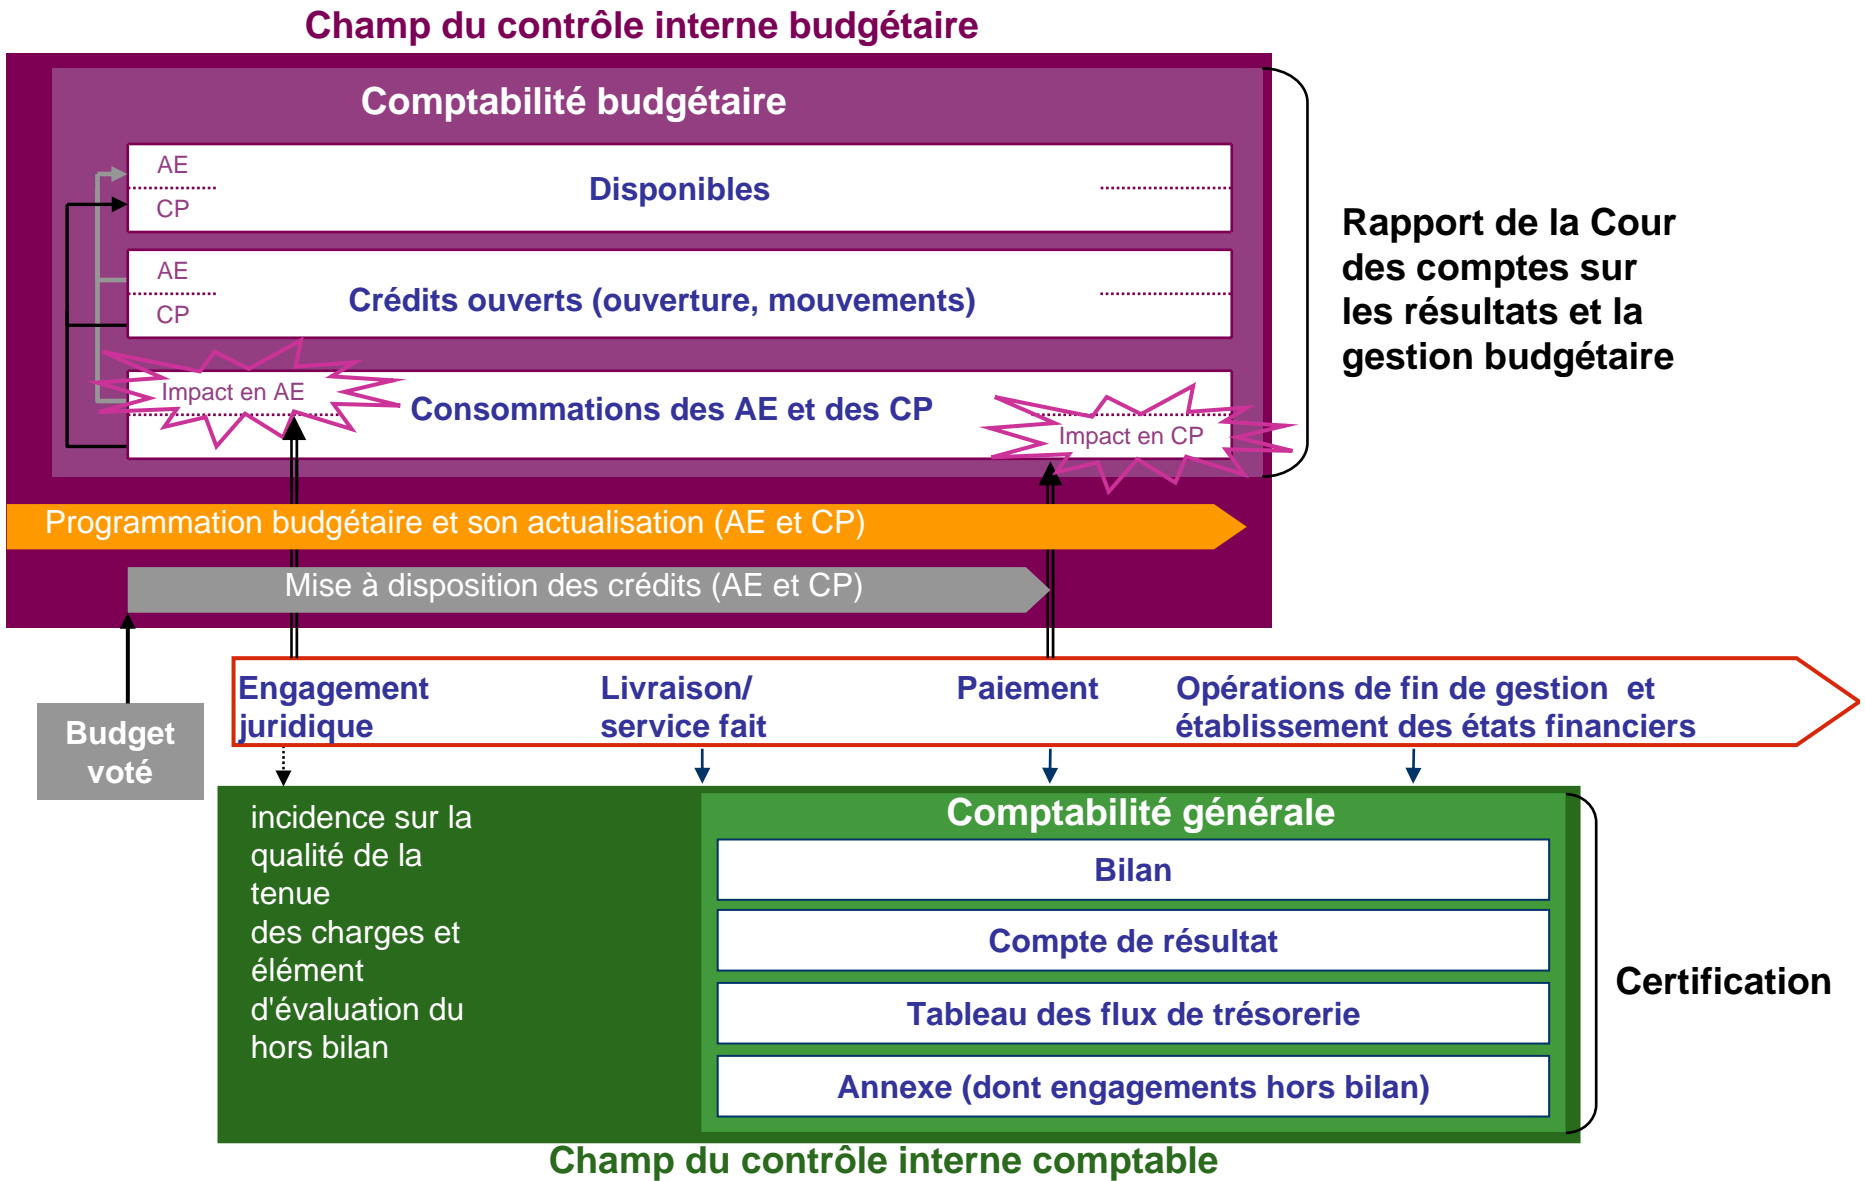 Champ du contrôle interne budgétaire
Comptabilité budgétaire
AE
Disponibles
CP
AE
Crédits ouverts (ouverture, mouvements)
CP
Impact en AE
Consommations des AE et des CP
Impact en CP
Rapport de la Cour
des comptes sur
les résultats et la
gestion budgétaire
Programmation budgétaire et son actualisation (AE et CP)
Mise à disposition des crédits (AE et CP)
Budget
voté
Engagement
juridique
Livraison/
service fait
Paiement
Opérations de fin de gestion et
établissement des états financiers
incidence sur la
qualité de la
tenue
des charges et
élément
d'évaluation du
hors bilan
Comptabilité générale
Bilan
Compte de résultat
Tableau des flux de trésorerie
Annexe (dont engagements hors bilan)
Certification
Champ du contrôle interne comptable